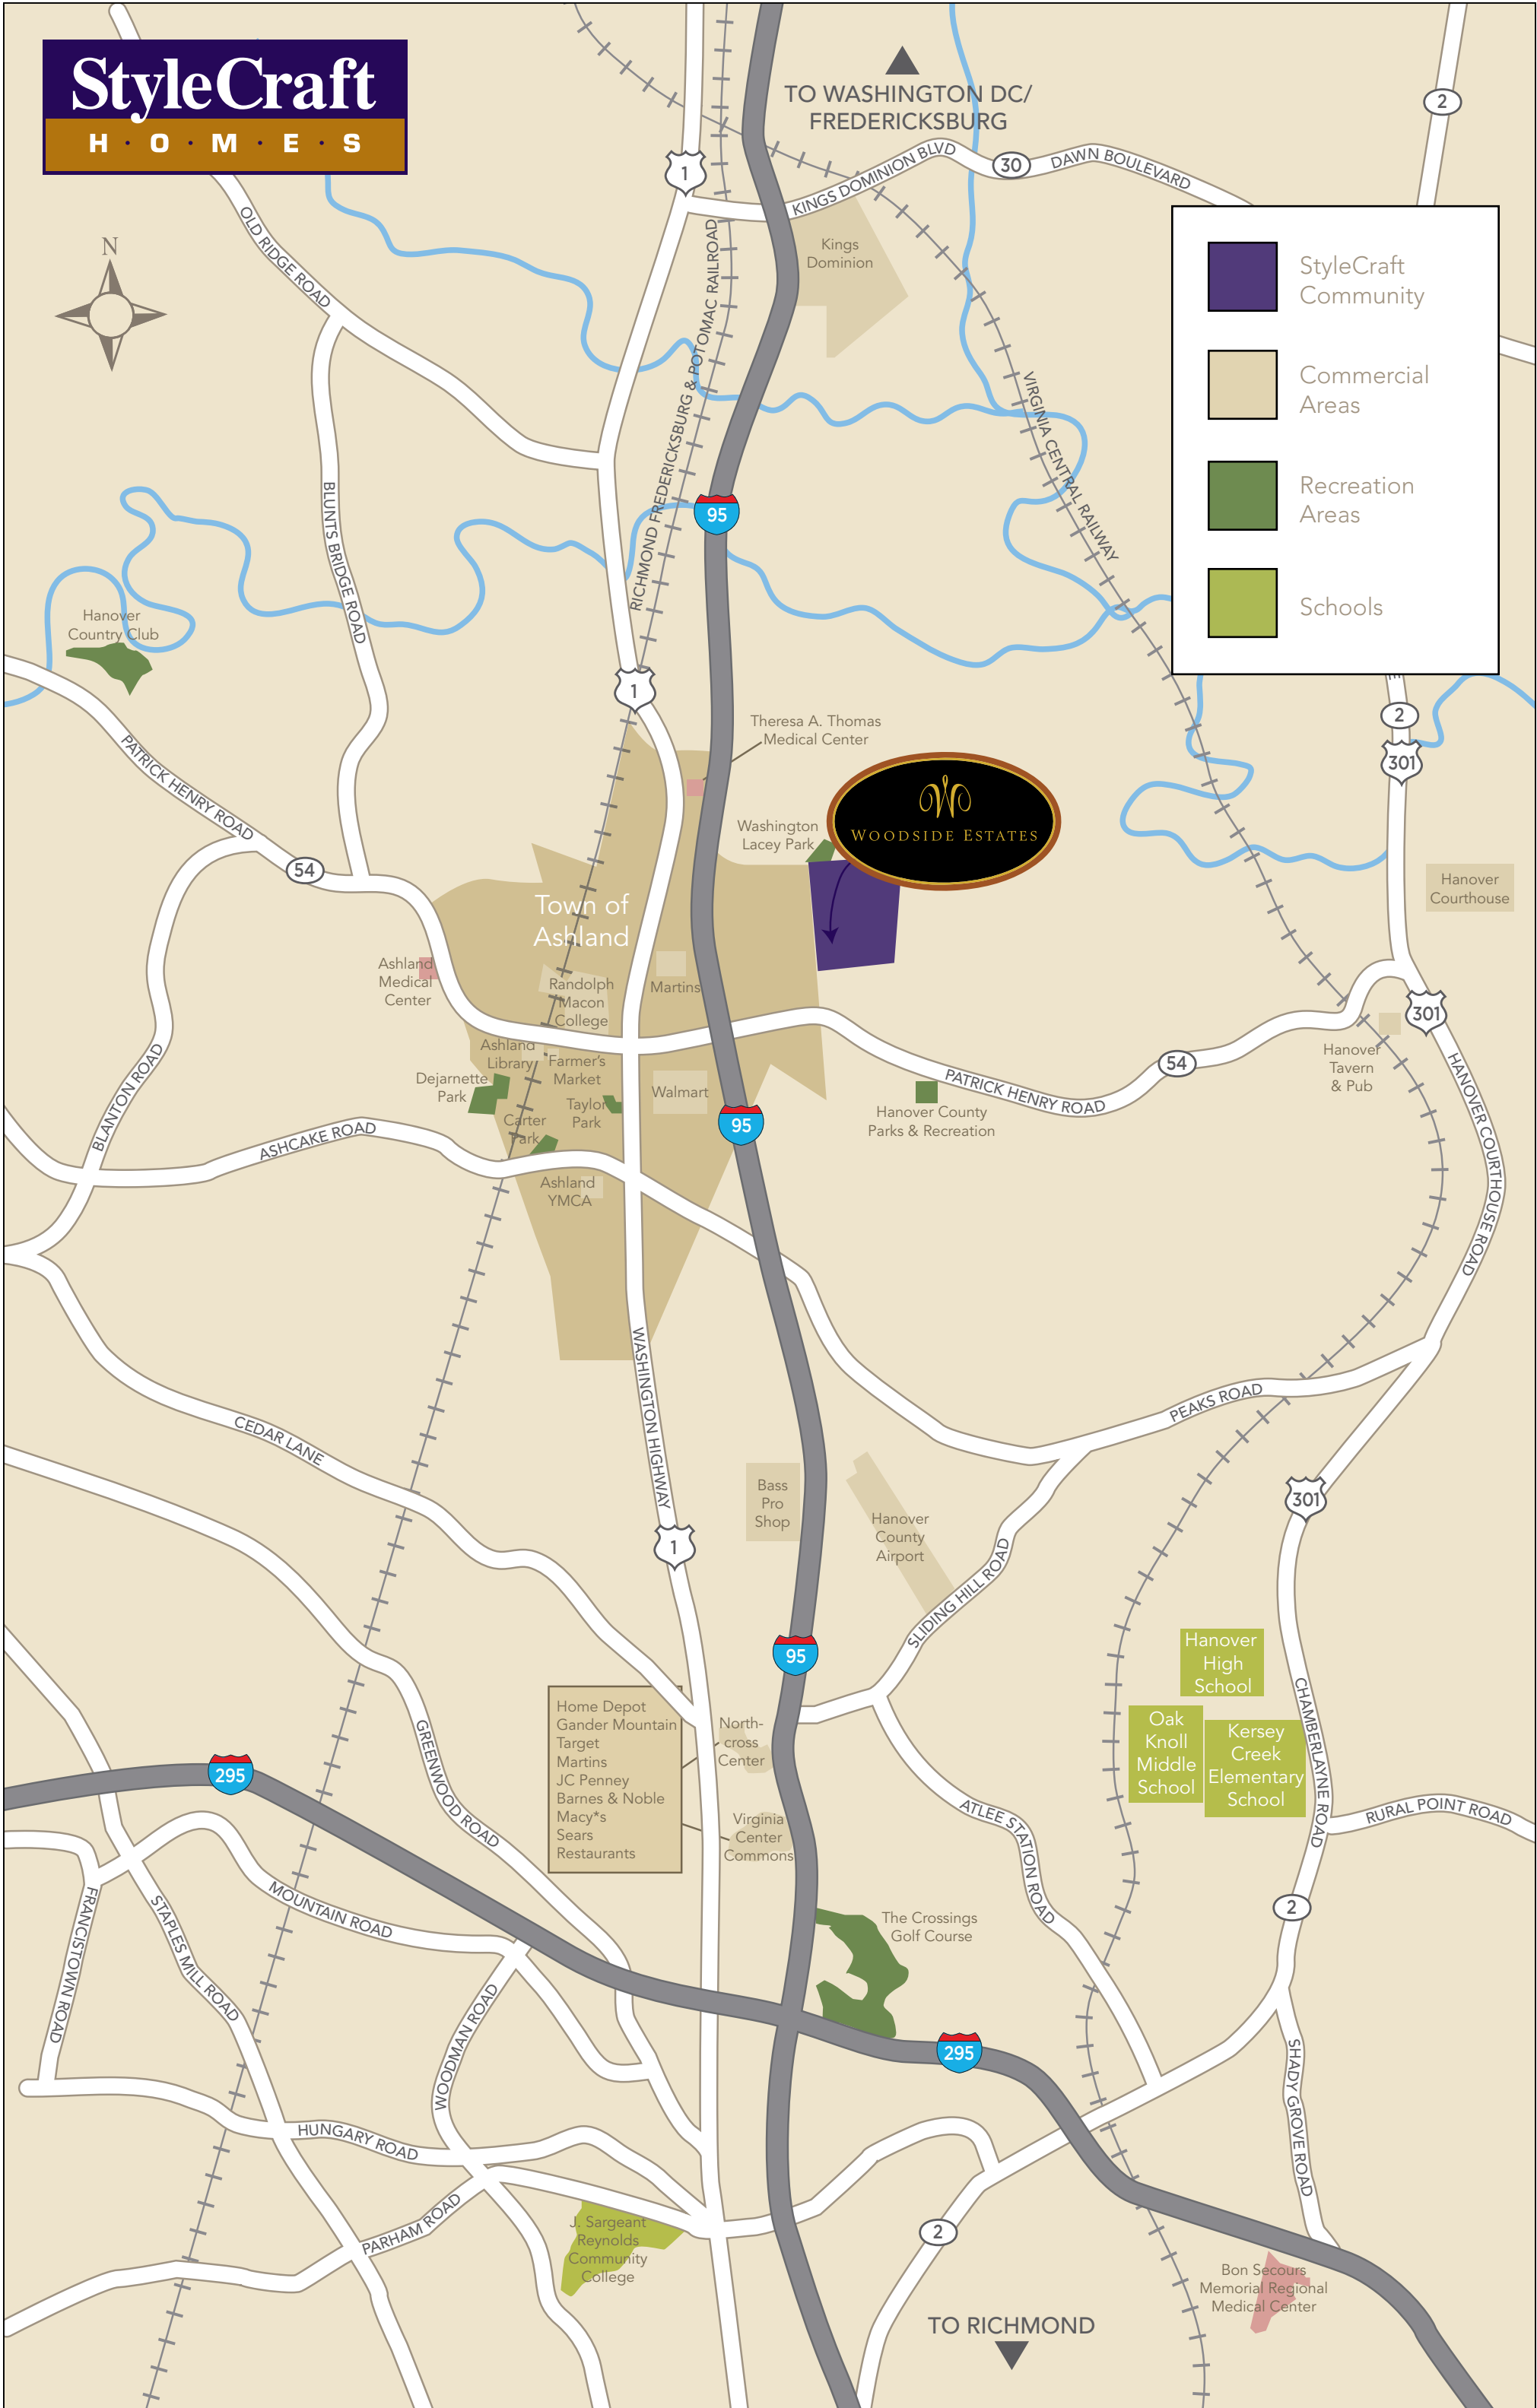 StyleCraft
H · O · M · E · S
TO WASHINGTON DC/
FREDERICKSBURG
2
1
KINGS DOMINION BLVD
30
DAWN BOULEVARD
N
OLD RIDGE ROAD
Kings
Dominion
StyleCraft
Community
Commercial
Areas
Recreation
Areas
Schools
RICHMOND FREDERICKSBURG & POTOMAC RAILROAD
VIRGINIA CENTRAL RAILWAY
BLUNTS BRIDGE ROAD
95
Hanover
Country Club
1
2
301
PATRICK HENRY ROAD
54
Theresa A. Thomas
Medical Center
Washington
Lacey Park
W
WOODSIDE ESTATES
Hanover
Courthouse
Town of
Ashland
Ashland
Medical
Center
Randolph
Macon
College
Martins
301
Ashland
Library
Farmer's
Market
Dejarnette
Park
Taylor
Park
Carter
Park
Walmart
95
Hanover County
Parks & Recreation
PATRICK HENRY ROAD
54
Hanover
Tavern
& Pub
HANOVER COURTHOUSE ROAD
BLANTON ROAD
ASHCAKE ROAD
Ashland
YMCA
WASHINGTON HIGHWAY
CEDAR LANE
PEAKS ROAD
301
Bass
Pro
Shop
Hanover
County
Airport
1
SLIDING HILL ROAD
95
Hanover
High
School
Oak
Knoll
Middle
School
Kersey
Creek
Elementary
School
CHAMBERLAYNE ROAD
RURAL POINT ROAD
Home Depot
Gander Mountain
Target
Martins
JC Penney
Barnes & Noble
Macy*s
Sears
Restaurants
North-
cross
Center
Virginia
Center
Commons
295
GREENWOOD ROAD
ATLEE STATION ROAD
MOUNTAIN ROAD
FRANCISTOWN ROAD
STAPLES MILL ROAD
The Crossings
Golf Course
2
WOODMAN ROAD
295
SHADY GROVE ROAD
HUNGARY ROAD
PARHAM ROAD
J. Sargeant
Reynolds
Community
College
2
Bon Secours
Memorial Regional
Medical Center
TO RICHMOND